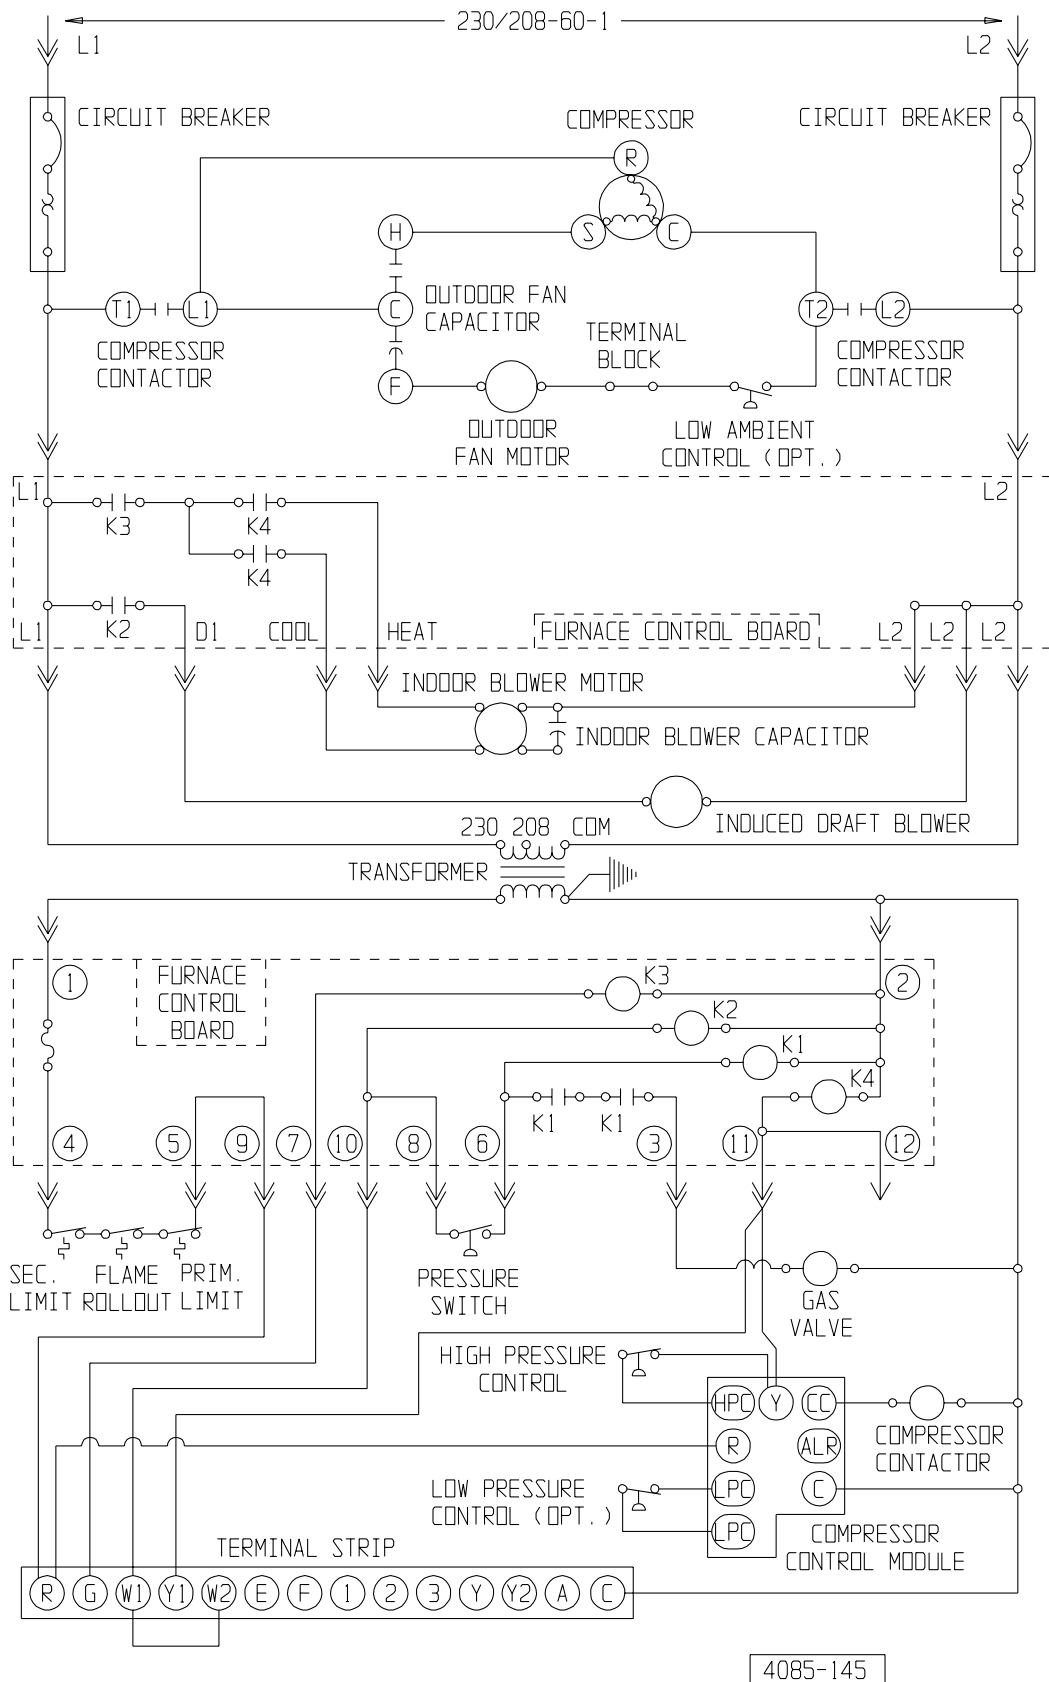 230/208-60-1
L1
L2
CIRCUIT BREAKER
COMPRESSOR
CIRCUIT BREAKER
R
H
S
C
T1
L1
C
OUTDOOR FAN
CAPACITOR
TERMINAL
BLOCK
T2
L2
COMPRESSOR
CONTACTOR
COMPRESSOR
CONTACTOR
F
OUTDOOR
FAN MOTOR
LOW AMBIENT
CONTROL (OPT.)
L1
K3
K4
L2
K4
L1
K2
D1
COOL
HEAT
FURNACE CONTROL BOARD
L2
L2
L2
INDOOR BLOWER MOTOR
INDOOR BLOWER CAPACITOR
INDUCED DRAFT BLOWER
230 208 COM
TRANSFORMER
1
FURNACE
CONTROL
BOARD
K3
2
K2
K1
K4
K1
K1
4
5
9
7
10
8
6
3
11
12
SEC.
LIMIT
FLAME
ROLLOUT
PRIM.
LIMIT
PRESSURE
SWITCH
GAS
VALVE
HIGH PRESSURE
CONTROL
HPC
Y
CC
COMPRESSOR
CONTACTOR
R
ALR
LOW PRESSURE
CONTROL (OPT.)
LPC
C
LPC
COMPRESSOR
CONTROL MODULE
TERMINAL STRIP
R G W1 Y1 W2 E F 1 2 3 Y Y2 A C
4085-145